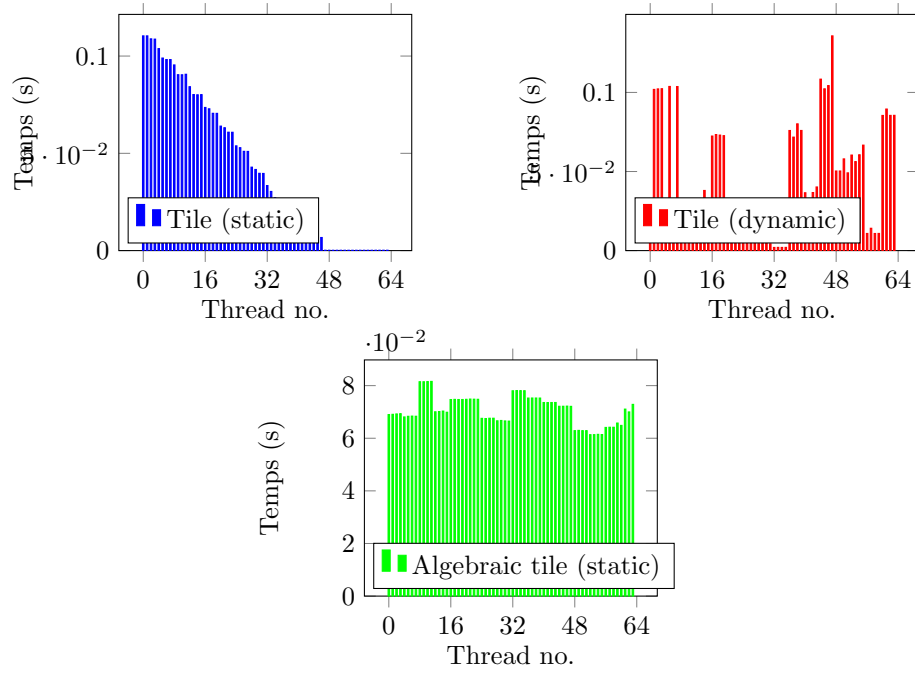 0.1
5 · 10−2
0
Temps (s)
Tile (static)
0 16 32 48 64
Thread no.
0.1
5 · 10−2
0
Temps (s)
Tile (dynamic)
0 16 32 48 64
Thread no.
·10−2
8
6
4
2
0
Temps (s)
Algebraic tile (static)
0 16 32 48 64
Thread no.